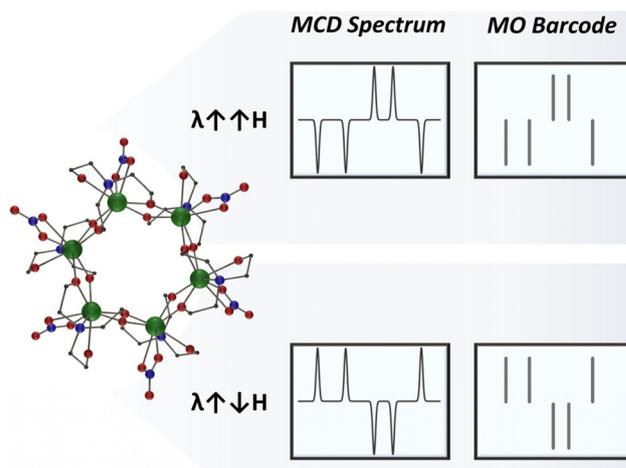 MCD Spectrum MO Barcode
λ↑↑H
λ↑↓H